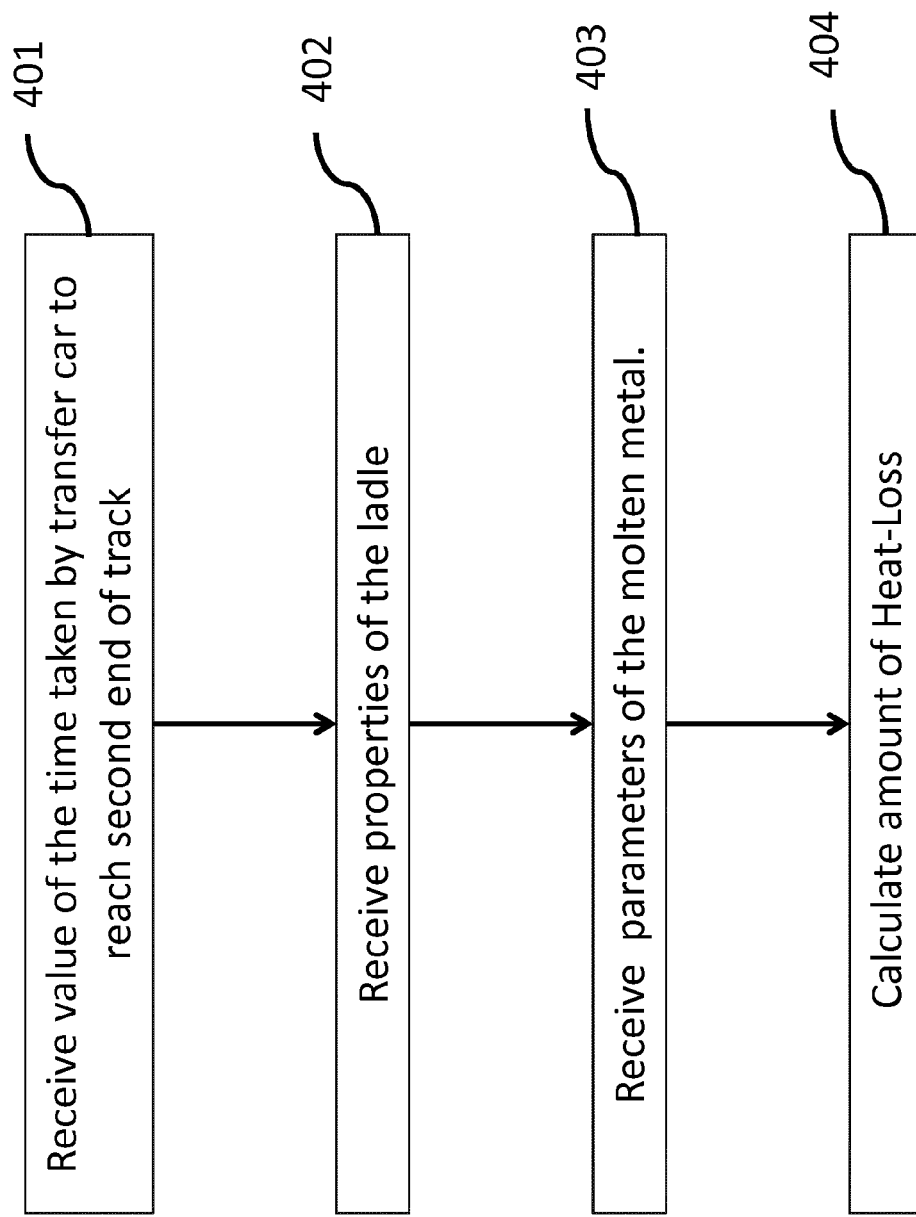 Receive value of the time taken by transfer car to
reach second end of track
401
Receive properties of the ladle
402
Receive parameters of the molten metal.
403
Calculate amount of Heat-Loss
404